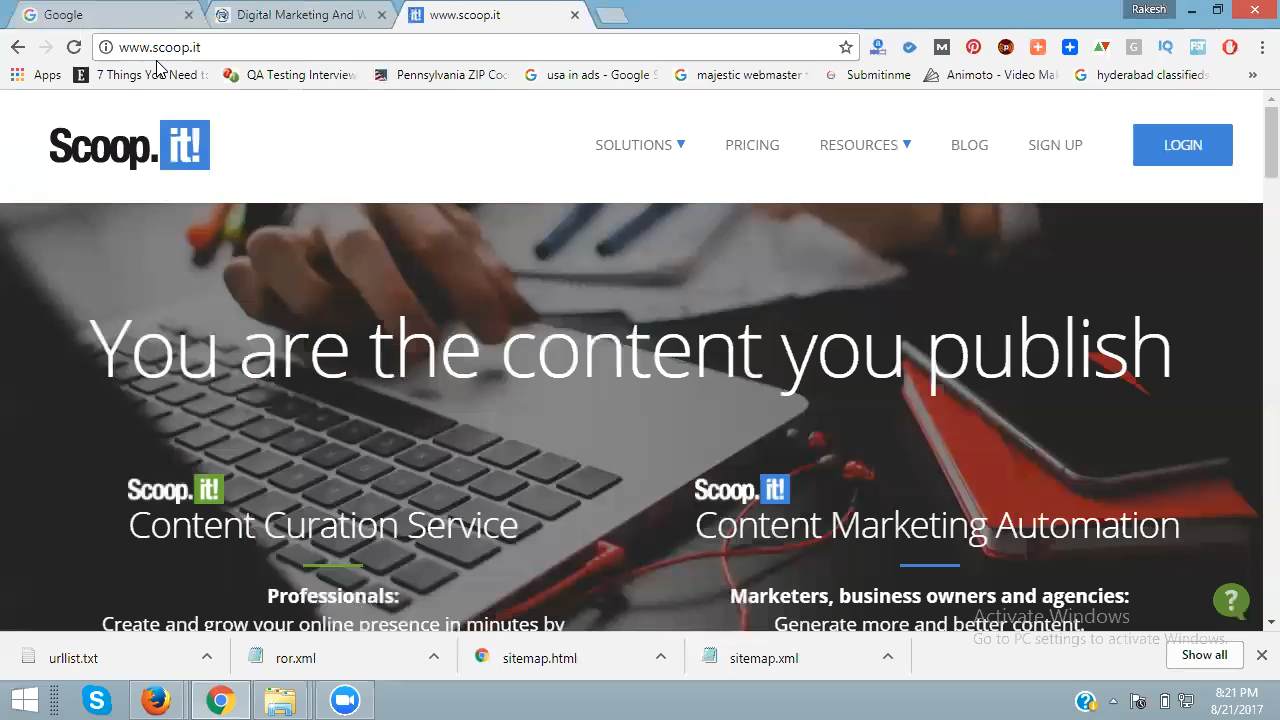 Google
Digital Marketing And W
www.scoop.it
Rakesh
www.scoop.it
Apps
7 Things You Need to
QA Testing Interview
Pennsylvania ZIP Co
usa in ads - Google S
majestic webmaster
Submitinme
Animoto - Video Ma
hyderabad classifieds
»
Scoop.it!
SOLUTIONS
PRICING
RESOURCES
BLOG
SIGN UP
LOGIN
You are the content you publish
Scoop.it!
Content Curation Service
Professionals:
Create and grow your online presence in minutes by
Scoop.it!
Content Marketing Automation
Marketers, business owners and agencies:
Generate more and better content.
?
Activate Windows
Go to PC settings to activate Windows.
urllist.txt
ror.xml
sitemap.html
sitemap.xml
Show all
8:21 PM
8/21/2017